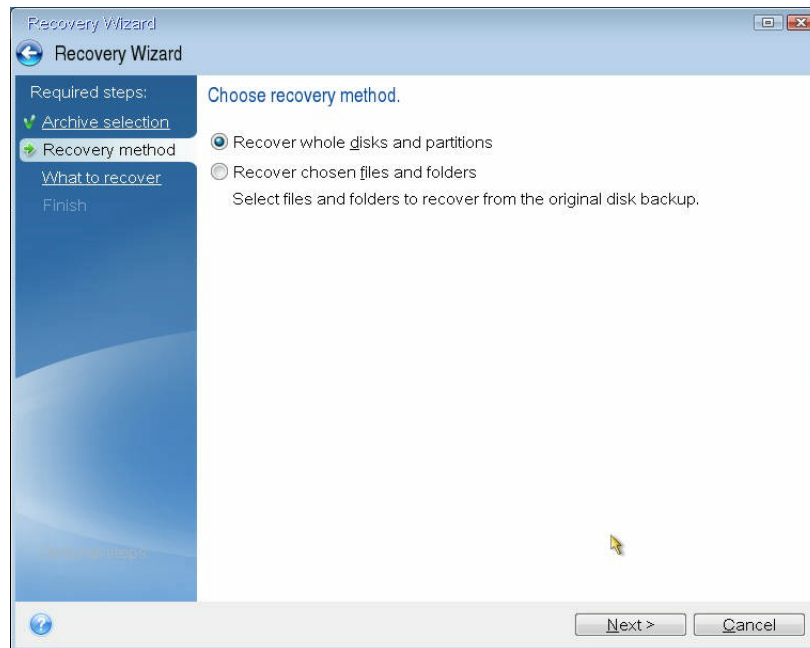 Recovery Wizard
Recovery Wizard
Required steps:
Archive selection
Recovery method
What to recover
Finish
Choose recovery method.
Recover whole disks and partitions
Recover chosen files and folders
Select files and folders to recover from the original disk backup.
Next >
Cancel